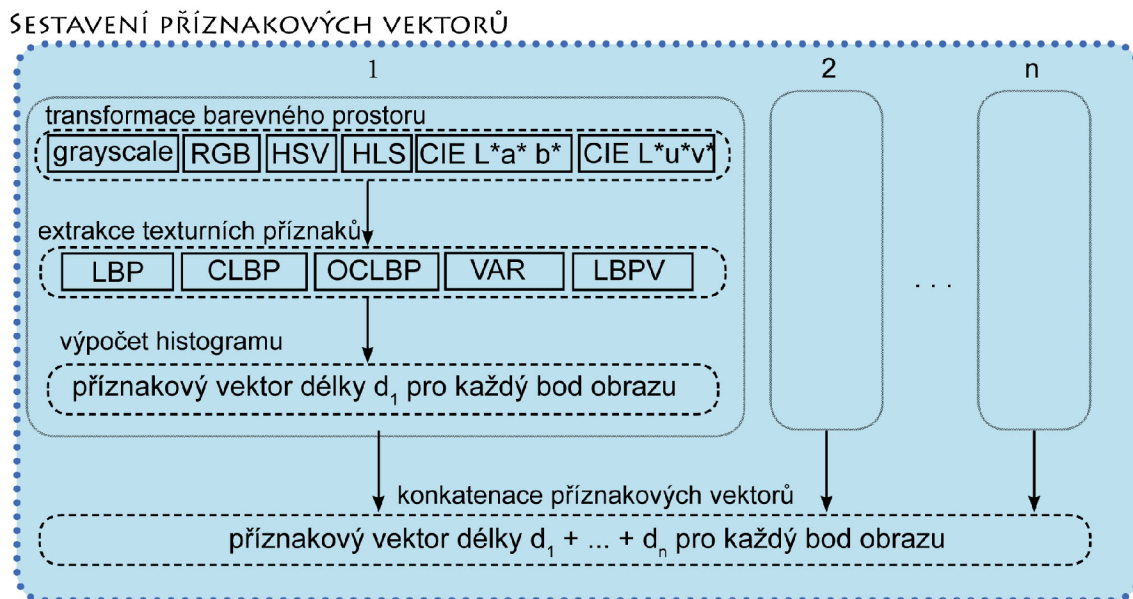 SESTAVENÍ PŘÍZNAKOVÝCH VEKTORŮ
1 2 n
transformace barevného prostoru
grayscale RGB HSV HLS CIE L*a* b* CIE L*u*v*
extrakce texturních příznaků
LBP CLBP OCLBP VAR LBPV
. . .
výpočet histogramu
příznakový vektor délky d₁ pro každý bod obrazu
konkatenace příznakových vektorů
příznakový vektor délky d₁ + ... + dₙ pro každý bod obrazu